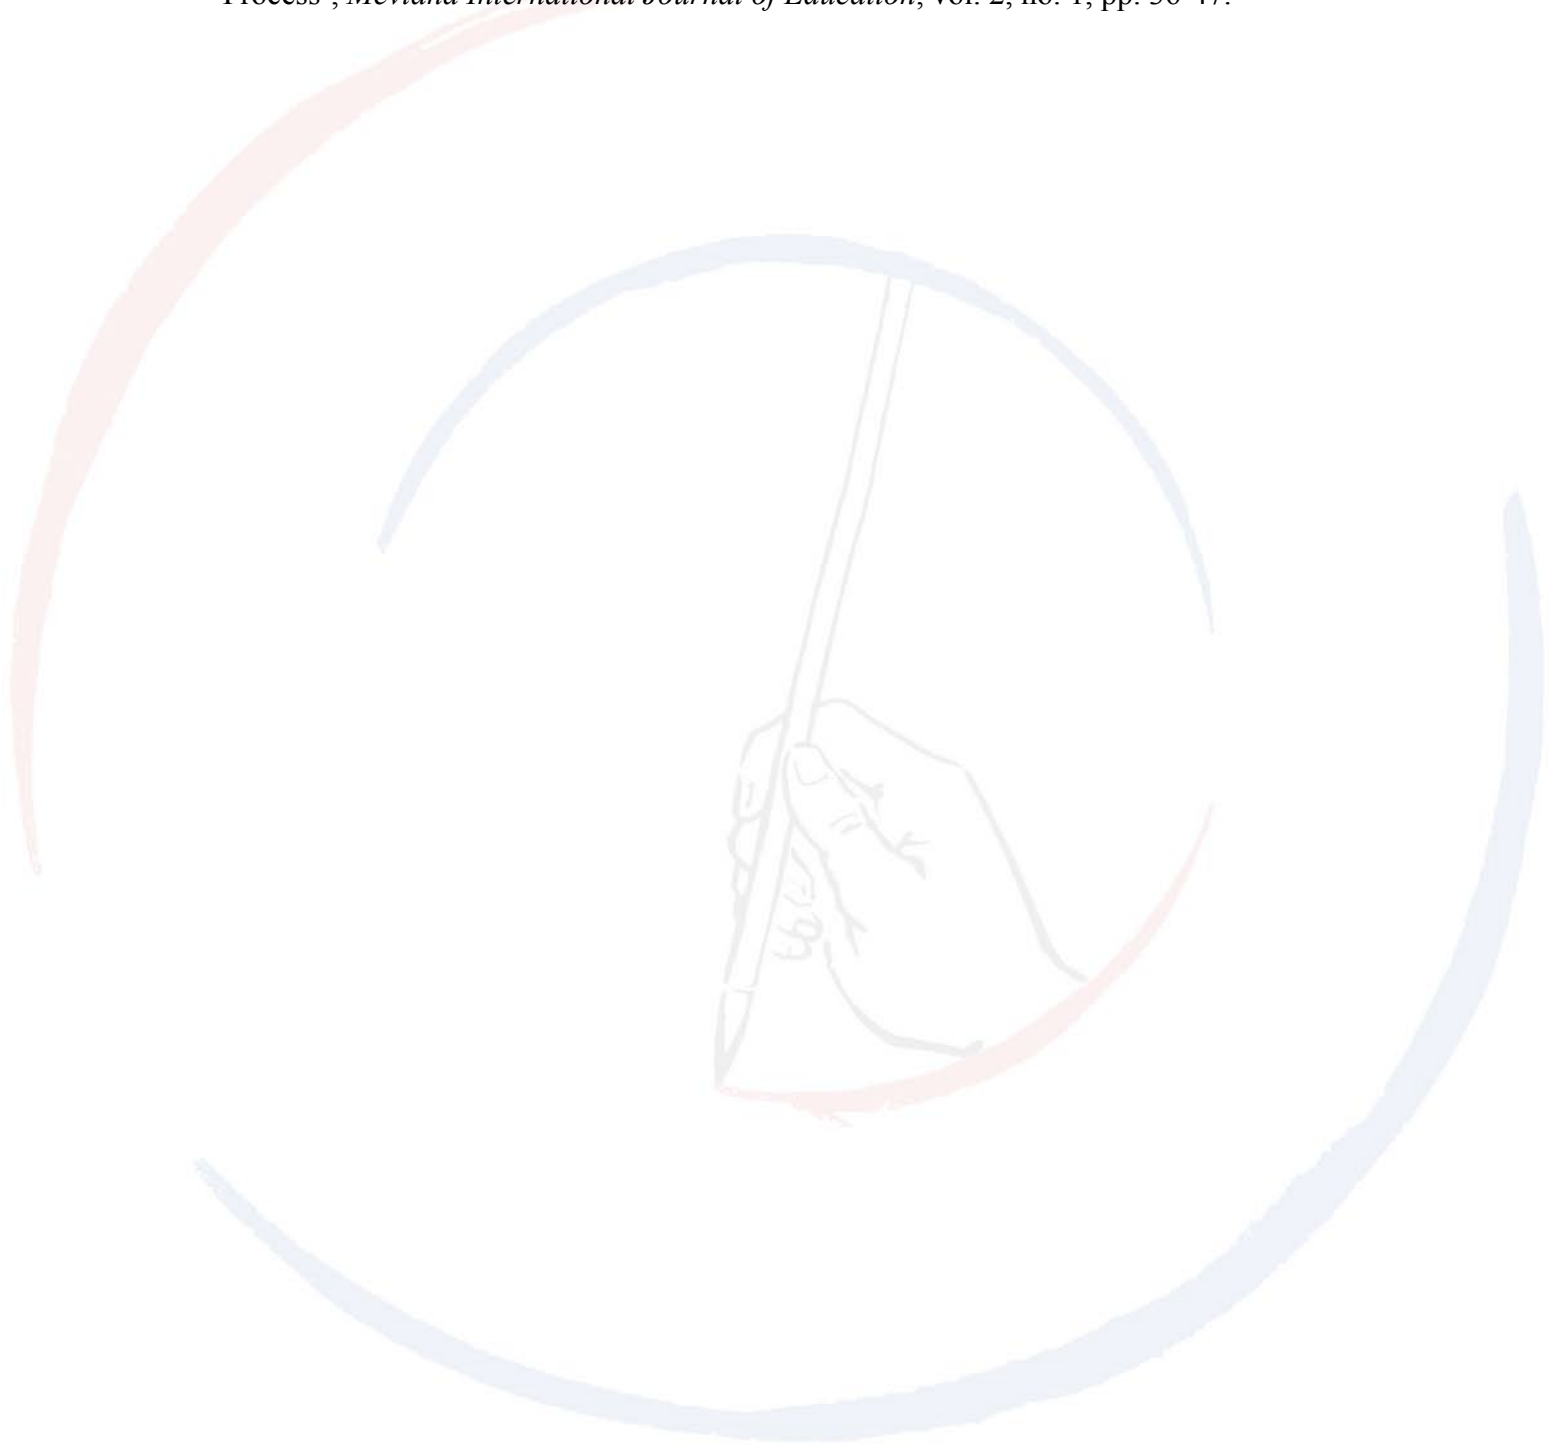 Process", Mevlana International Journal of Education, vol. 2, no. 1, pp. 36-47.